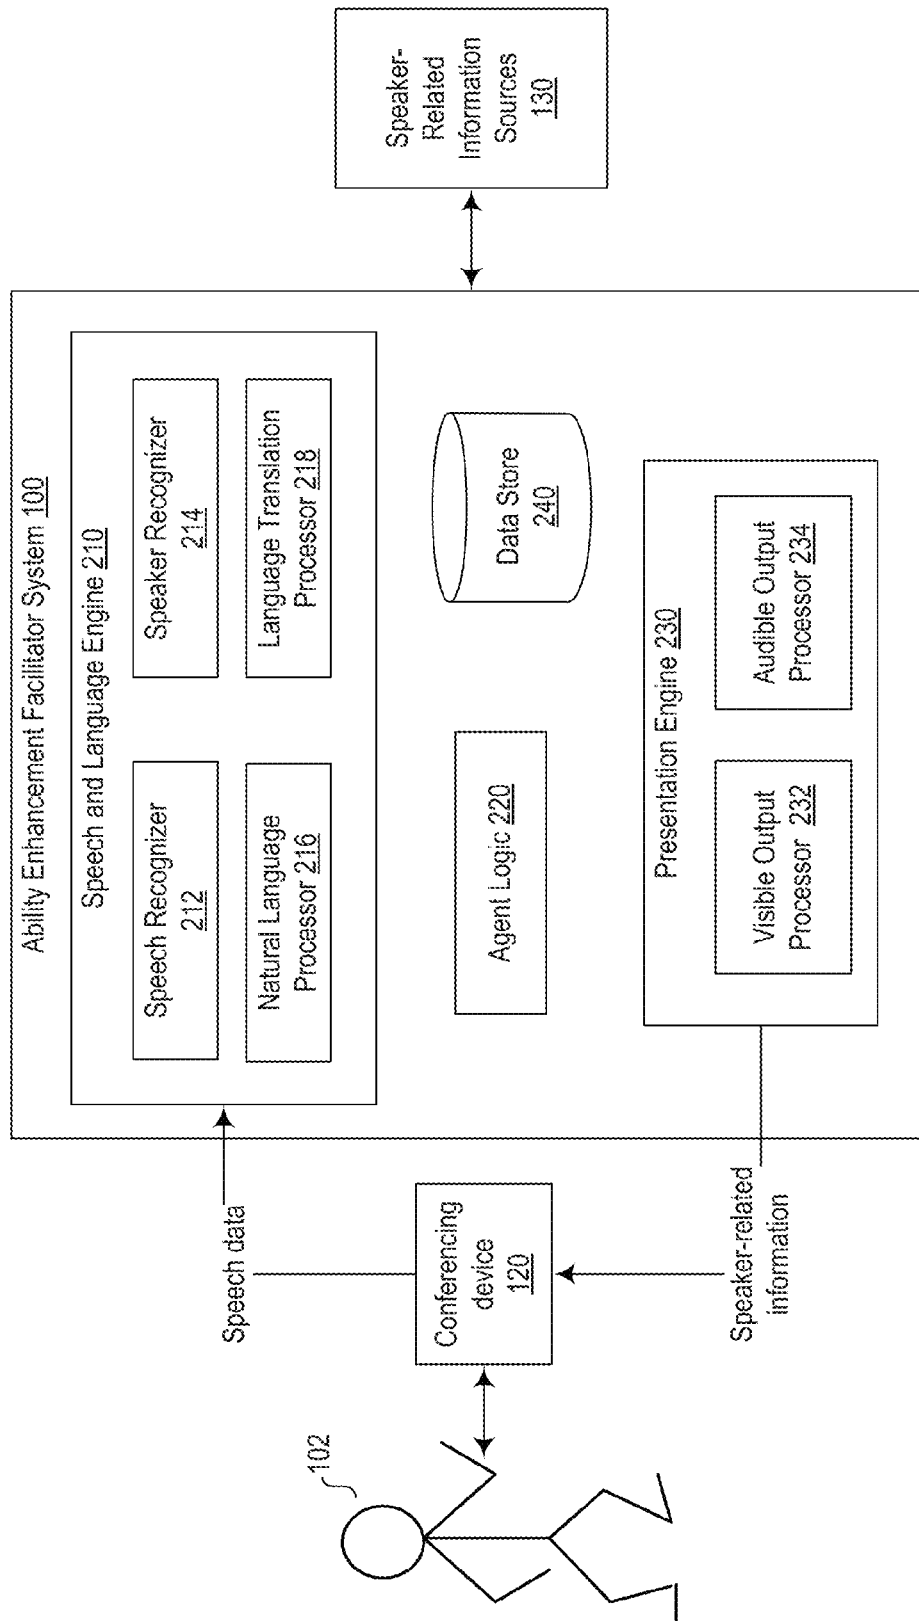 Ability Enhancement Facilitator System 100
Speech and Language Engine 210
Speech Recognizer
212
Speaker Recognizer
214
Natural Language
Processor 216
Language Translation
Processor 218
Agent Logic 220
Data Store
240
Presentation Engine 230
Visible Output
Processor 232
Audible Output
Processor 234
102
Conferencing
device
120
Speech data
Speaker-related
information
Speaker-
Related
Information
Sources
130